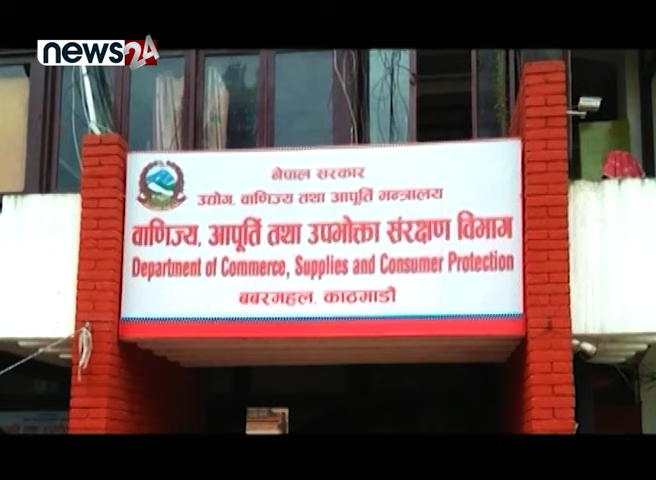 news24
नेपाल सरकार
उद्योग, वाणिज्य तथा आपूर्ति मन्त्रालय
वाणिज्य, आपूर्ति तथा उपभोक्ता संरक्षण विभाग
Department of Commerce, Supplies and Consumer Protection
बबरमहल, काठमाडौं